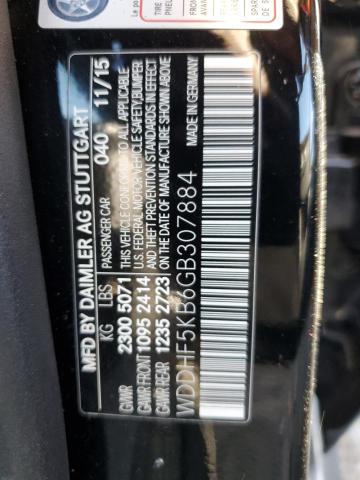 MFD BY DAIMLER AG STUTTGART
PASSENGER CAR 040 11/15
KG LBS
GVWR 2300 5071
GAWR FRONT 1095 2414
GAWR REAR 1235 2723
THIS VEHICLE CONFORMS TO ALL APPLICABLE
U.S. FEDERAL MOTOR VEHICLE SAFETY, BUMPER
AND THEFT PREVENTION STANDARDS IN EFFECT
ON THE DATE OF MANUFACTURE SHOWN ABOVE
WDDHF5KB6GB307884
MADE IN GERMANY
TIRE